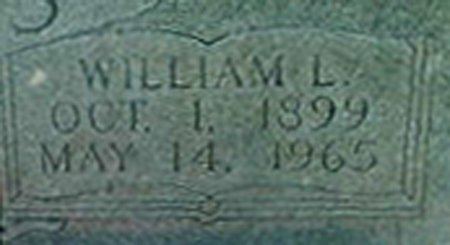 WILLIAM L.
OCT. 1, 1899
MAY 14, 1965